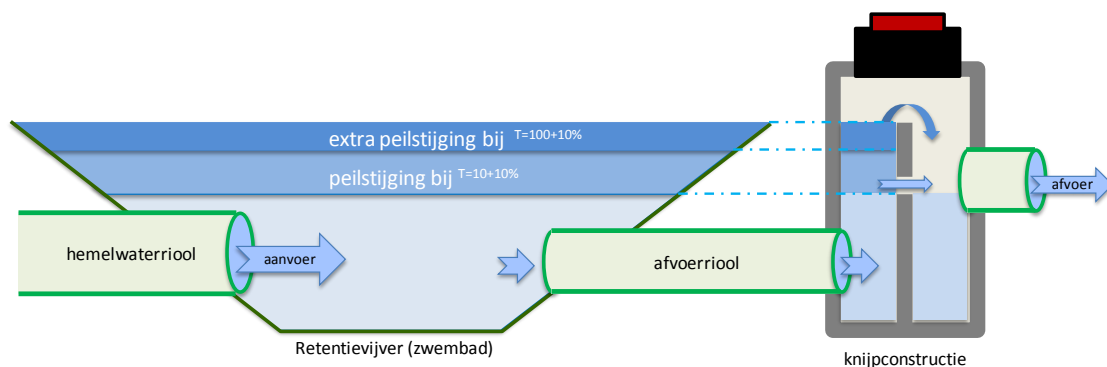 extra peilstijging bij T=100+10%
peilstijging bij T=10+10%
hemelwaterriool
aanvoer
afvoerriool
afvoer
Retentievijver (zwembad)
knijpconstructie